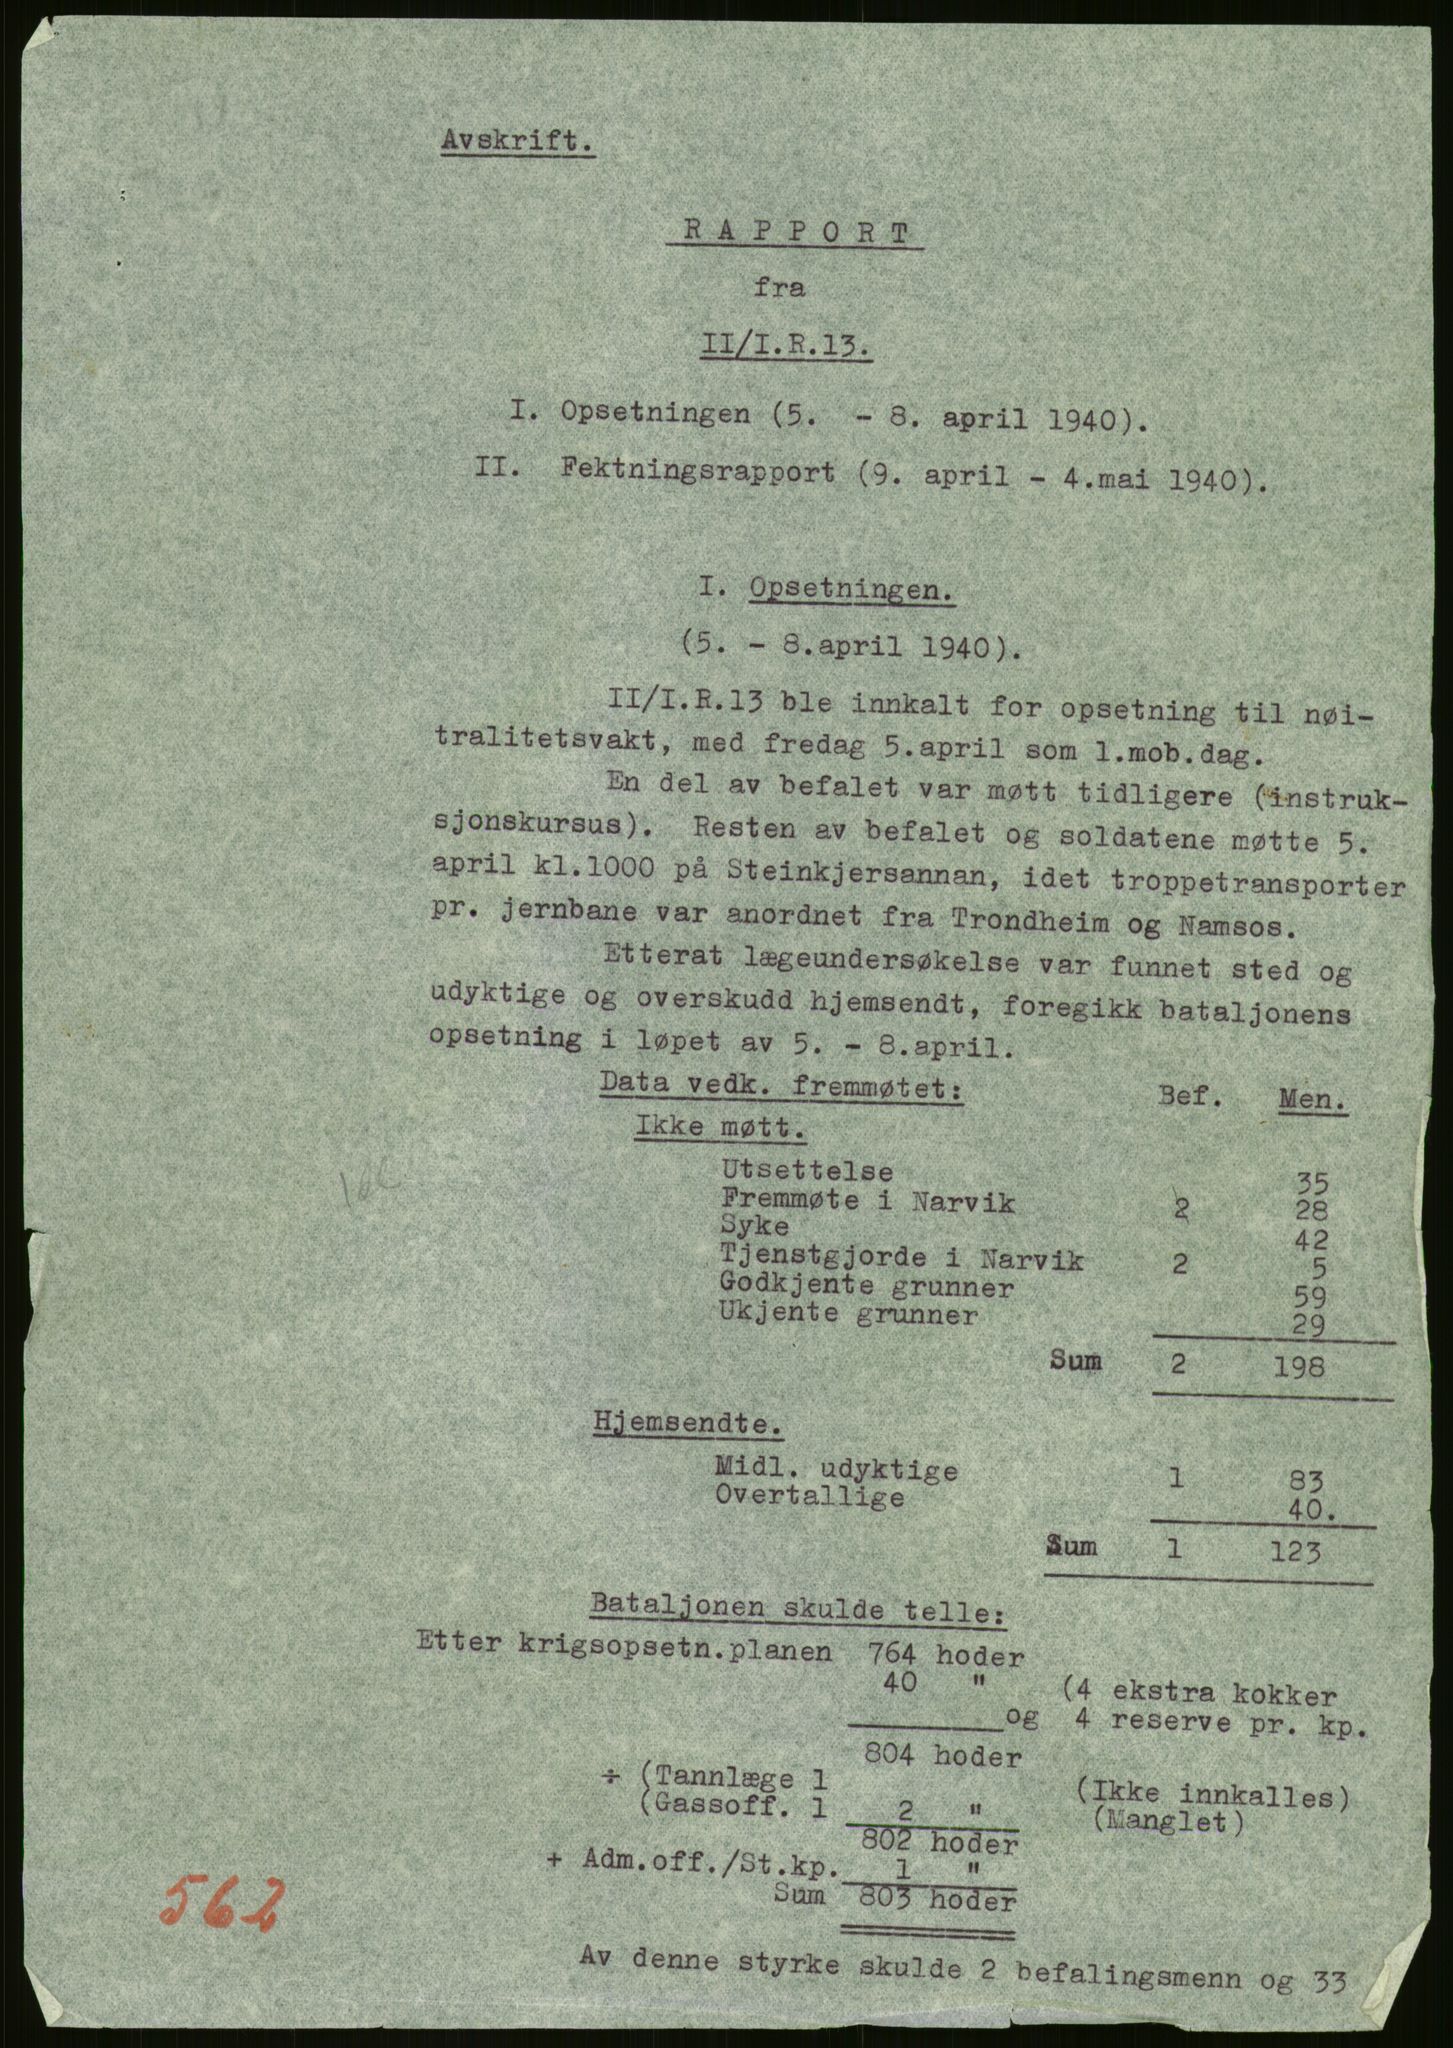 Avskrift.
R A P P O R T
fra
II/I.R.13.
I. Opsetningen (5. - 8. april 1940).
II. Fektningsrapport (9. april - 4.mai 1940).
I. Opsetningen.
(5. - 8.april 1940).
II/I.R.13 ble innkalt for opsetning til nøi-
tralitetsvakt, med fredag 5.april som 1.mob.dag.
En del av befalet var møtt tidligere (instruk-
sjonskursus). Resten av befalet og soldatene møtte 5.
april kl.1000 på Steinkjersannan, idet troppetransporter
pr. jernbane var anordnet fra Trondheim og Namsos.
Etterat lægeundersøkelse var funnet sted og
udyktige og overskudd hjemsendt, foregikk bataljonens
opsetning i løpet av 5. - 8.april.
Data vedk. fremmøtet: Bef. Men.
Ikke møtt.
Utsettelse 35
Fremmøte i Narvik 2 28
Syke 42
Tjenstgjorde i Narvik 2 5
Godkjente grunner 59
Ukjente grunner 29
Sum 2 198
Hjemsendte.
Midl. udyktige 1 83
Overtallige 40.
Sum 1 123
Bataljonen skulde telle:
Etter krigsopsetn.planen 764 hoder
40 " (4 ekstra kokker
og 4 reserve pr. kp.
804 hoder
÷ (Tannlæge 1 (Ikke innkalles)
(Gassoff. 1 2 " (Manglet)
802 hoder
+ Adm.off./St.kp. 1 "
Sum 803 hoder
562
Av denne styrke skulde 2 befalingsmenn og 33